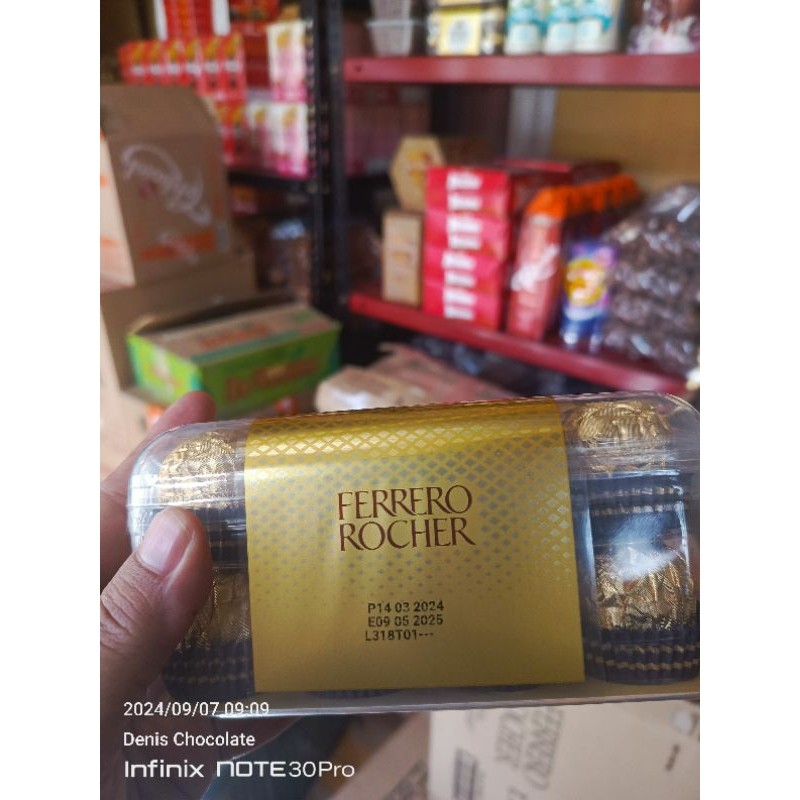 FERRERO
ROCHER
P14 03 2024
E09 05 2025
L318T01---
2024/09/07 09:09
Denis Chocolate
Infinix NOTE30Pro